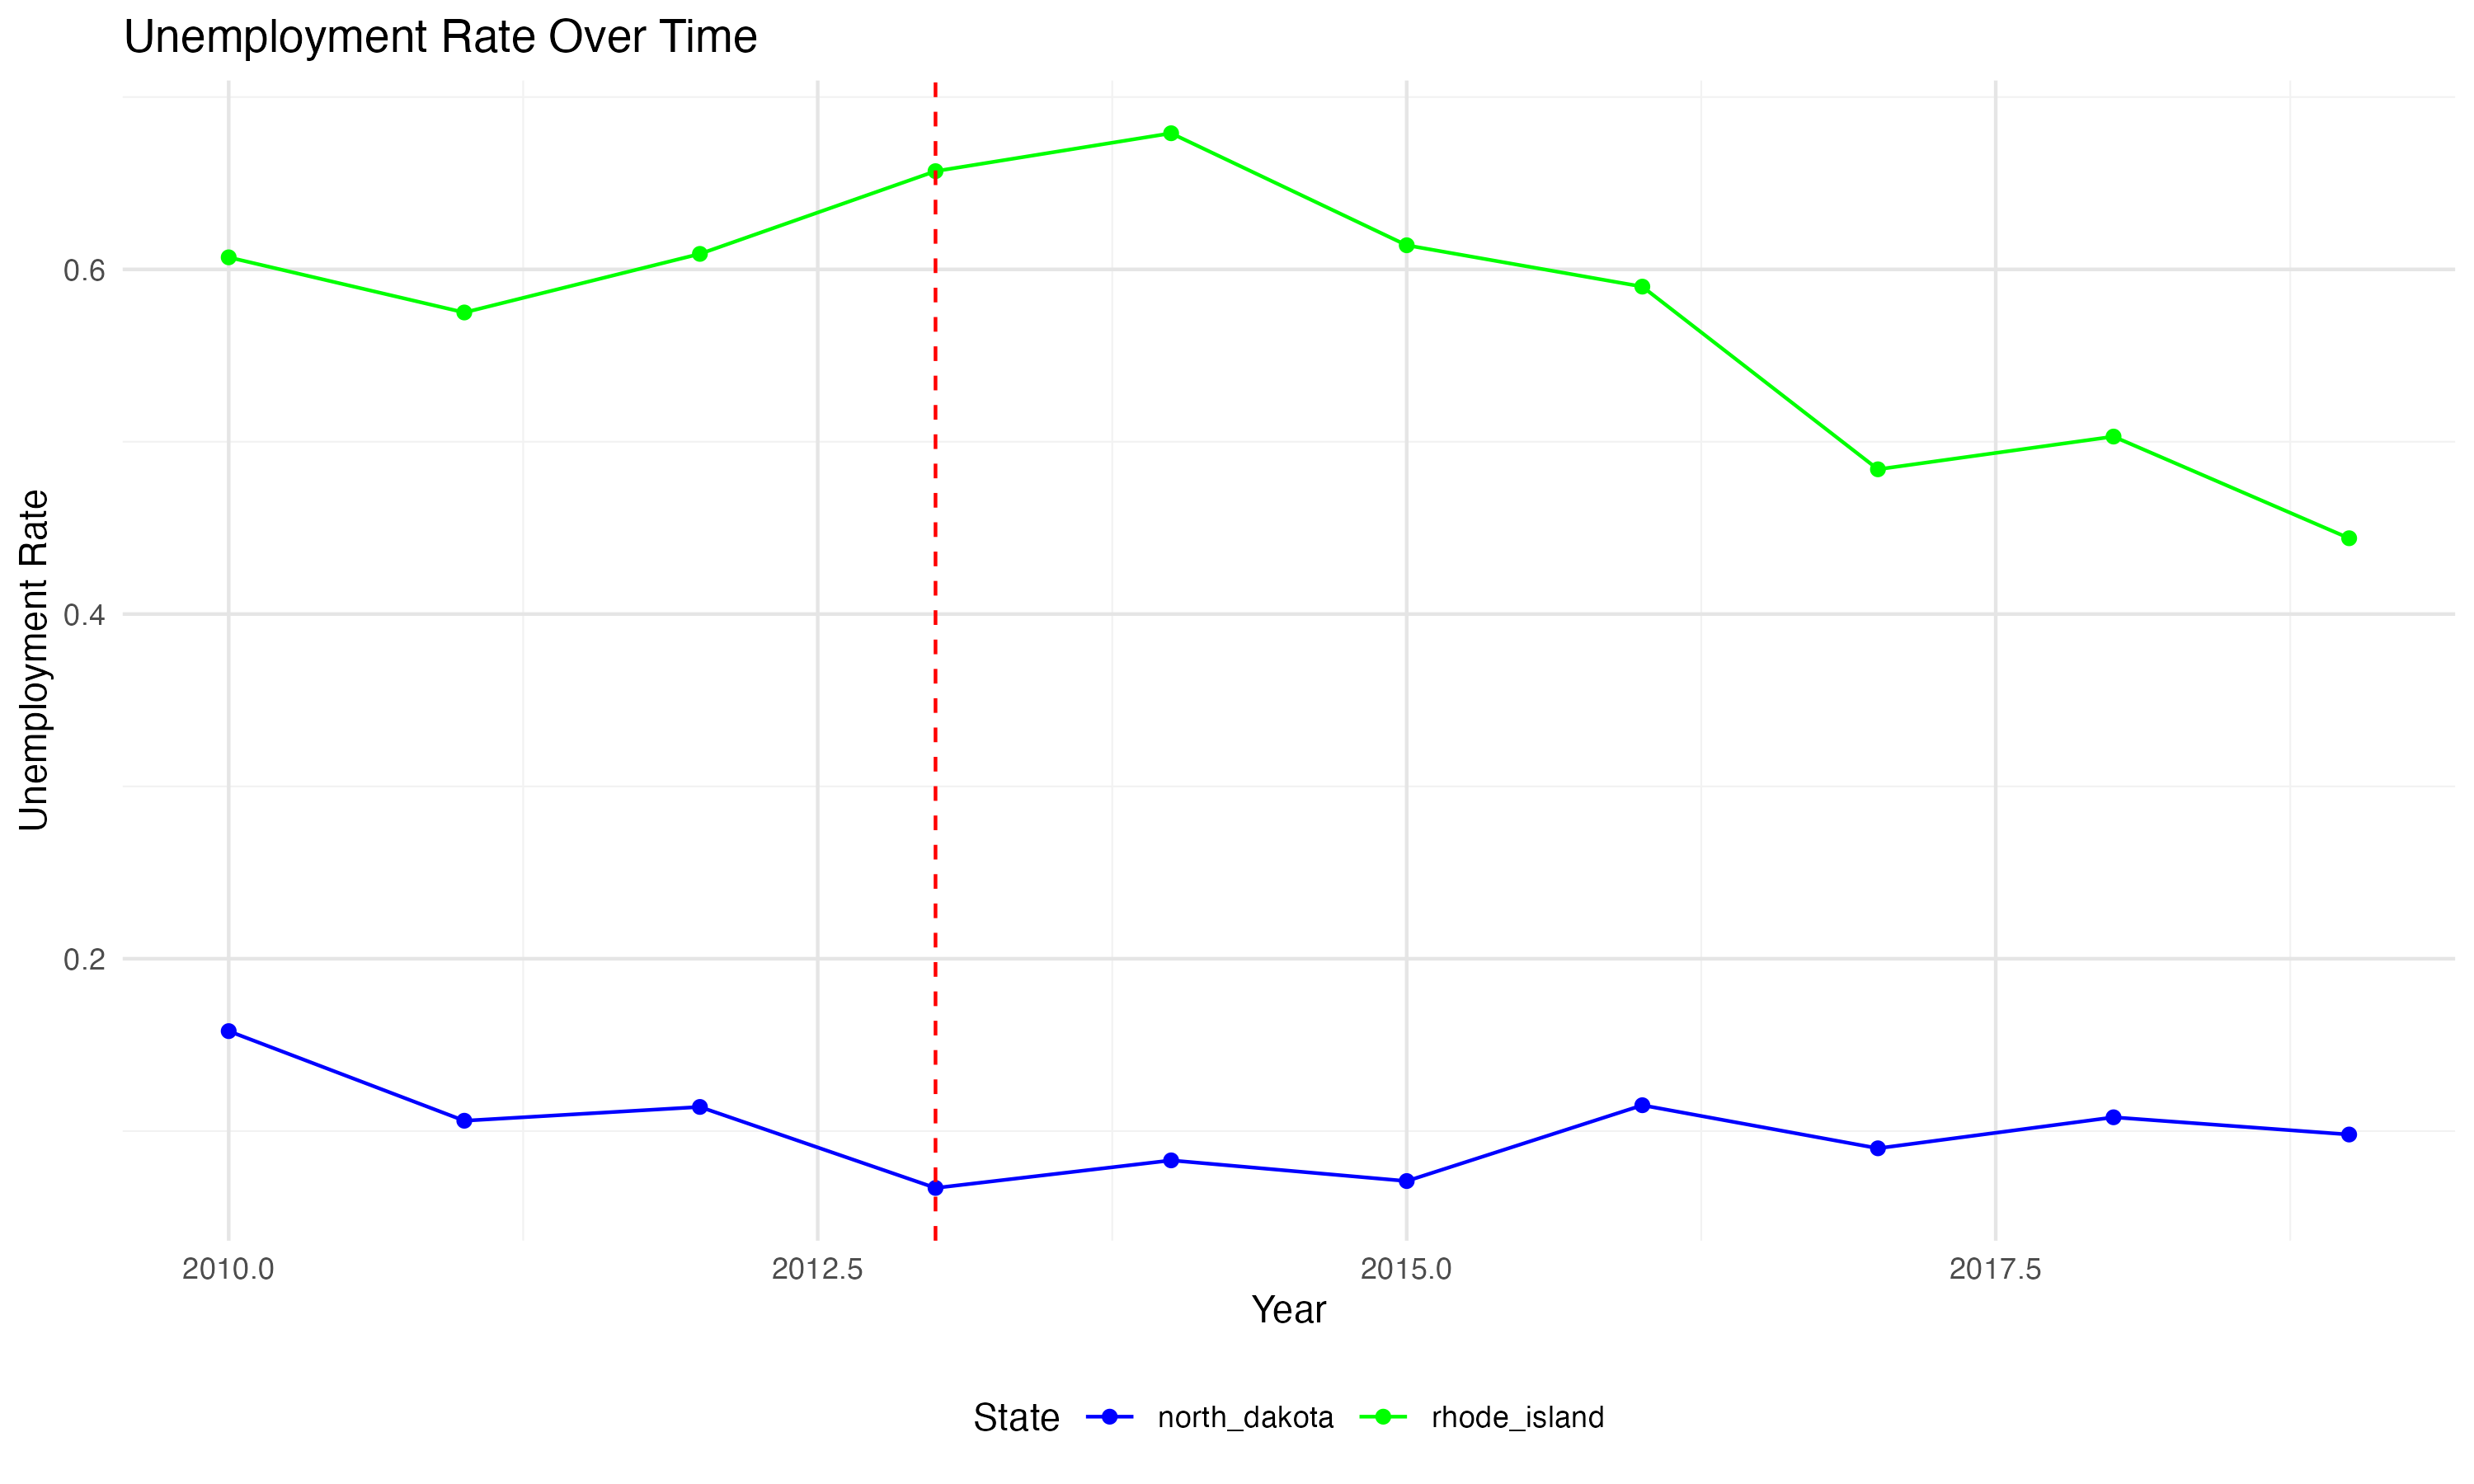 Unemployment Rate Over Time
Unemployment Rate
0.6
0.4
0.2
2010.0 2012.5 2015.0 2017.5
Year
State north_dakota rhode_island